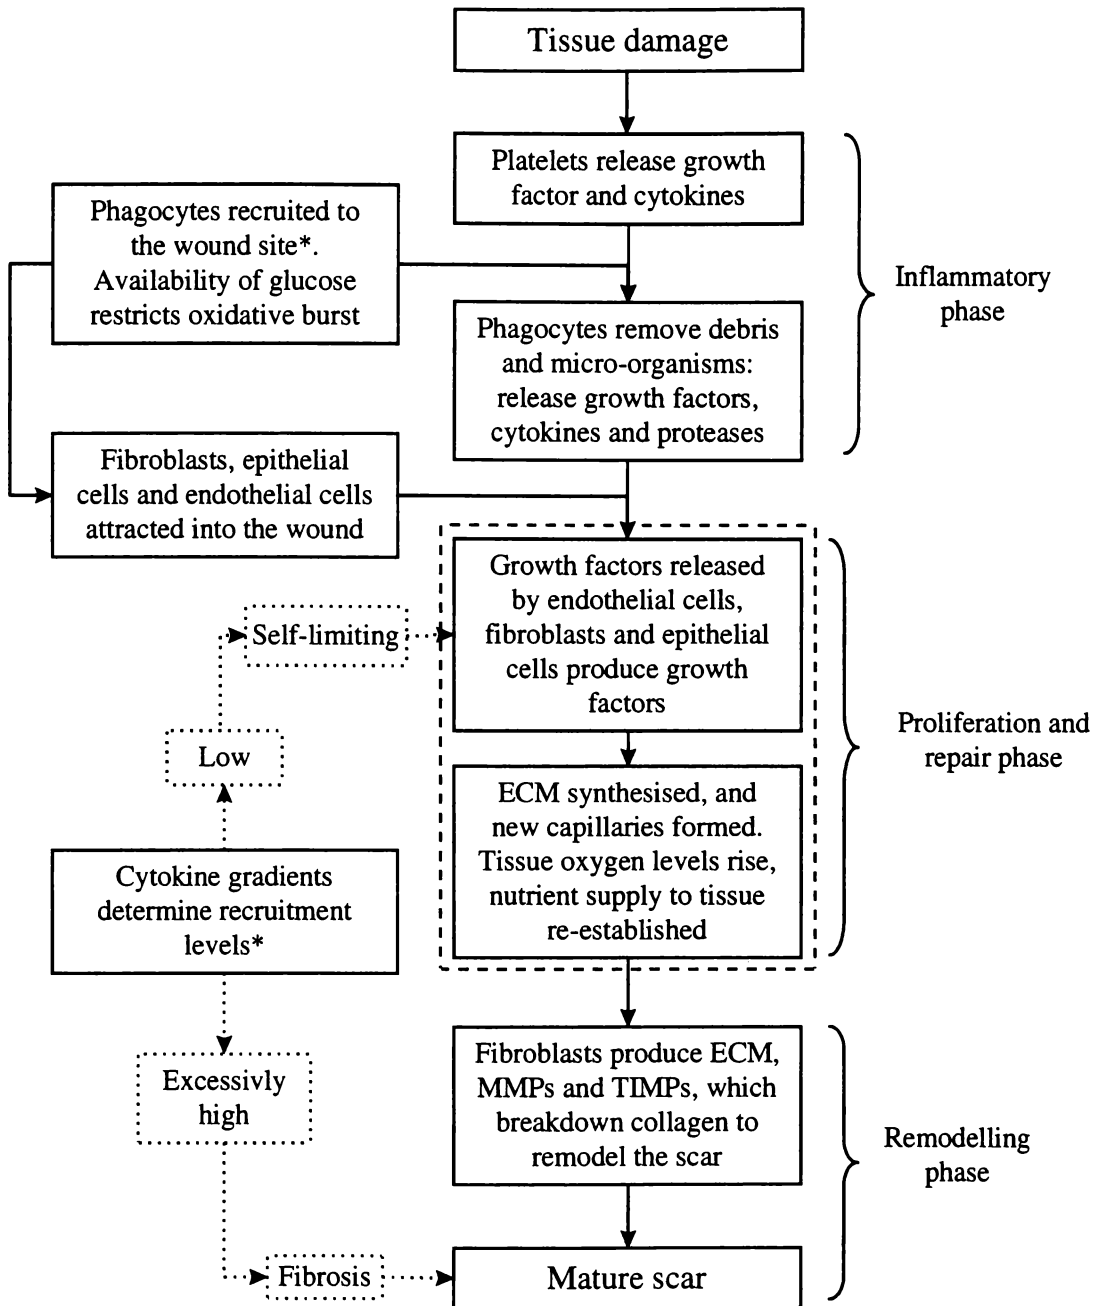 Tissue damage
Platelets release growth
factor and cytokines
Phagocytes recruited to
the wound site*.
Availability of glucose
restricts oxidative burst
Inflammatory
phase
Phagocytes remove debris
and micro-organisms:
release growth factors,
cytokines and proteases
Fibroblasts, epithelial
cells and endothelial cells
attracted into the wound
Growth factors released
by endothelial cells,
fibroblasts and epithelial
cells produce growth
factors
Self-limiting
Low
Proliferation and
repair phase
ECM synthesised, and
new capillaries formed.
Tissue oxygen levels rise,
nutrient supply to tissue
re-established
Cytokine gradients
determine recruitment
levels*
Excessivly
high
Fibroblasts produce ECM,
MMPs and TIMPs, which
breakdown collagen to
remodel the scar
Remodelling
phase
Fibrosis
Mature scar